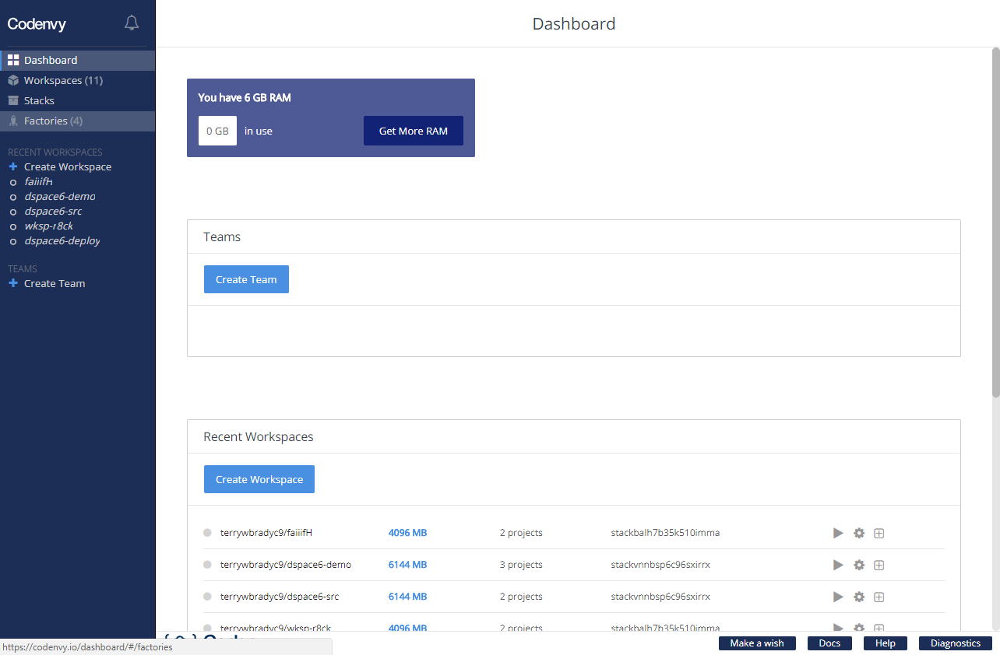 Codenvy
Dashboard
Workspaces (11)
Stacks
Factories (4)
RECENT WORKSPACES
Create Workspace
faiiifH
dspace6-demo
dspace6-src
wksp-r8ck
dspace6-deploy
TEAMS
Create Team
Dashboard
You have 6 GB RAM
0 GB in use Get More RAM
Teams
Create Team
Recent Workspaces
Create Workspace
terrywbradyc9/faiiifH 4096 MB 2 projects stackbalh7b35k510imma
terrywbradyc9/dspace6-demo 6144 MB 3 projects stackvnnbsp6c96sxirrx
terrywbradyc9/dspace6-src 6144 MB 2 projects stackvnnbsp6c96sxirrx
terrywbradyc9/wksp-r8ck 4096 MB 2 projects stackbalh7b35k510imma
https://codenvy.io/dashboard/#/factories
Make a wish Docs Help Diagnostics